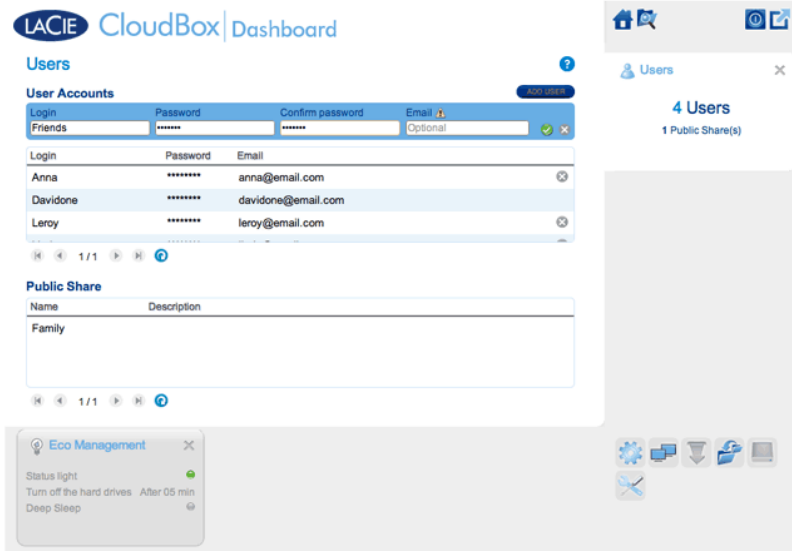 LACIE CloudBox Dashboard
Users
?
User Accounts
ADD USER
Login Password Confirm password Email
Friends ••••••• ••••••• Optional
Login Password Email
Anna ******** anna@email.com
Davidone ******** davidone@email.com
Leroy ******** leroy@email.com
1/1
Public Share
Name Description
Family
1/1
Eco Management
Status light
Turn off the hard drives After 05 min
Deep Sleep
Users
4 Users
1 Public Share(s)